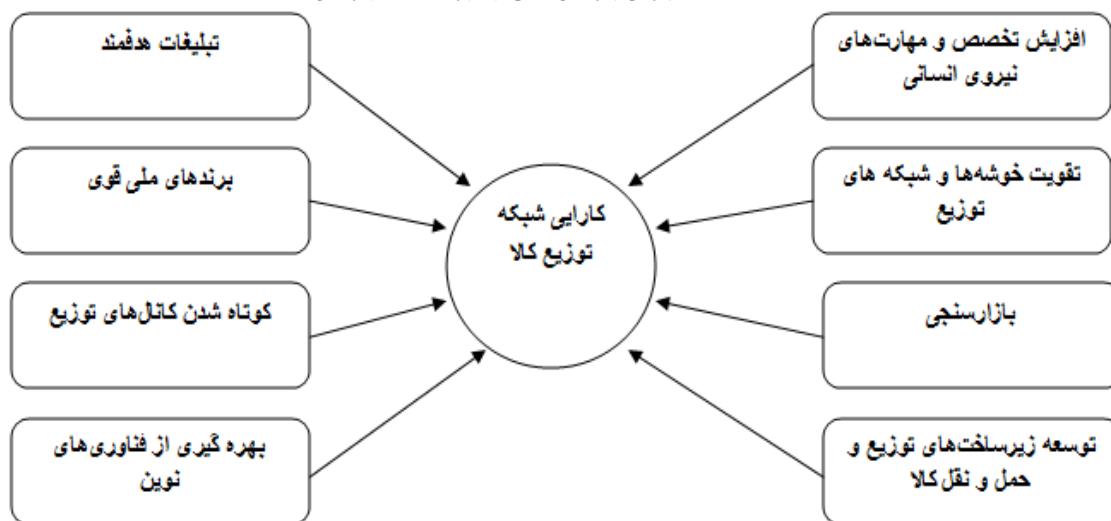 افزایش تخصص و مهارت‌های
نیروی انسانی
تقویت خوشه‌ها و شبکه های
توزیع
بازارسنجی
توسعه زیرساخت‌های توزیع و
حمل و نقل کالا
کارایی شبکه
توزیع کالا
تبلیغات هدفمند
برندهای ملی قوی
کوتاه شدن کانال‌های توزیع
بهره گیری از فناوری‌های
نوین